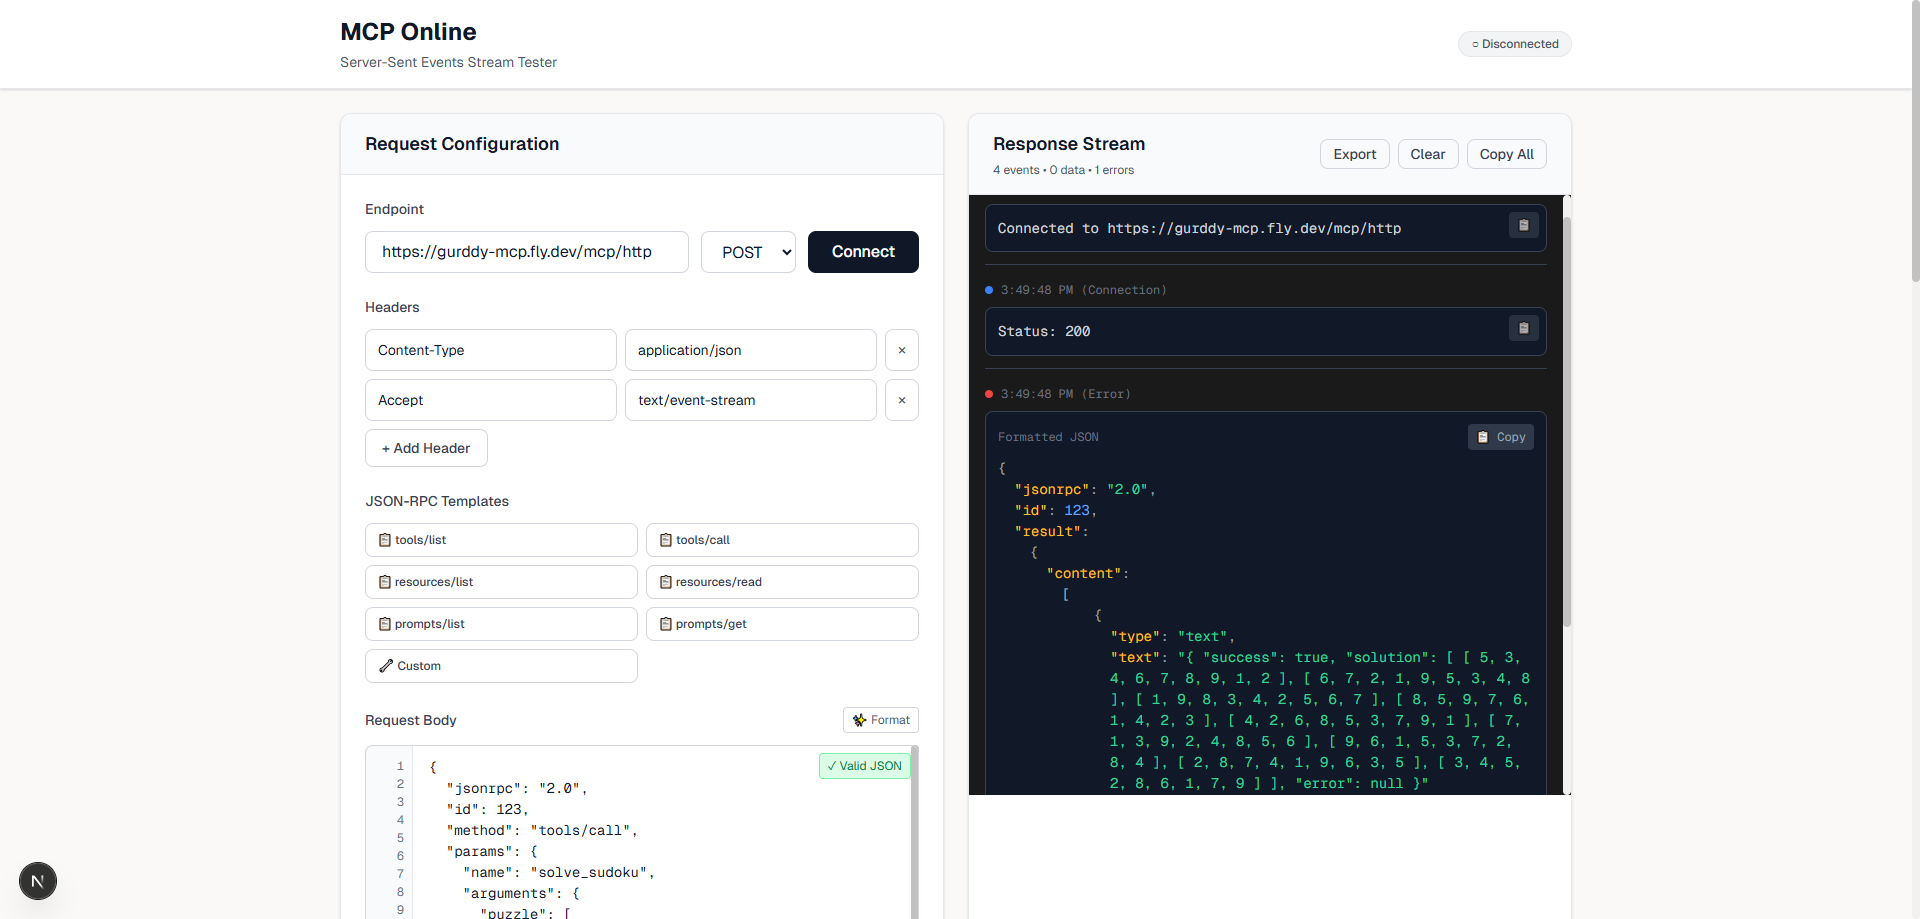 MCP Online
Server-Sent Events Stream Tester
○ Disconnected
Request Configuration
Endpoint
https://gurddy-mcp.fly.dev/mcp/http
POST
Connect
Headers
Content-Type
application/json
×
Accept
text/event-stream
×
+ Add Header
JSON-RPC Templates
📋 tools/list
📋 tools/call
📋 resources/list
📋 resources/read
📋 prompts/list
📋 prompts/get
Custom
Request Body
✨ Format
✓ Valid JSON
1
2
3
4
5
6
7
8
9
{
"jsonrpc": "2.0",
"id": 123,
"method": "tools/call",
"params": {
"name": "solve_sudoku",
"arguments": {
"puzzle": [
Response Stream
4 events • 0 data • 1 errors
Export
Clear
Copy All
Connected to https://gurddy-mcp.fly.dev/mcp/http
3:49:48 PM (Connection)
Status: 200
3:49:48 PM (Error)
Formatted JSON
📋 Copy
{
"jsonrpc": "2.0",
"id": 123,
"result":
{
"content":
[
{
"type": "text",
"text": "{ "success": true, "solution": [ [ 5, 3,
4, 6, 7, 8, 9, 1, 2 ], [ 6, 7, 2, 1, 9, 5, 3, 4, 8
], [ 1, 9, 8, 3, 4, 2, 5, 6, 7 ], [ 8, 5, 9, 7, 6,
1, 4, 2, 3 ], [ 4, 2, 6, 8, 5, 3, 7, 9, 1 ], [ 7,
1, 3, 9, 2, 4, 8, 5, 6 ], [ 9, 6, 1, 5, 3, 7, 2,
8, 4 ], [ 2, 8, 7, 4, 1, 9, 6, 3, 5 ], [ 3, 4, 5,
2, 8, 6, 1, 7, 9 ] ], "error": null }"
N